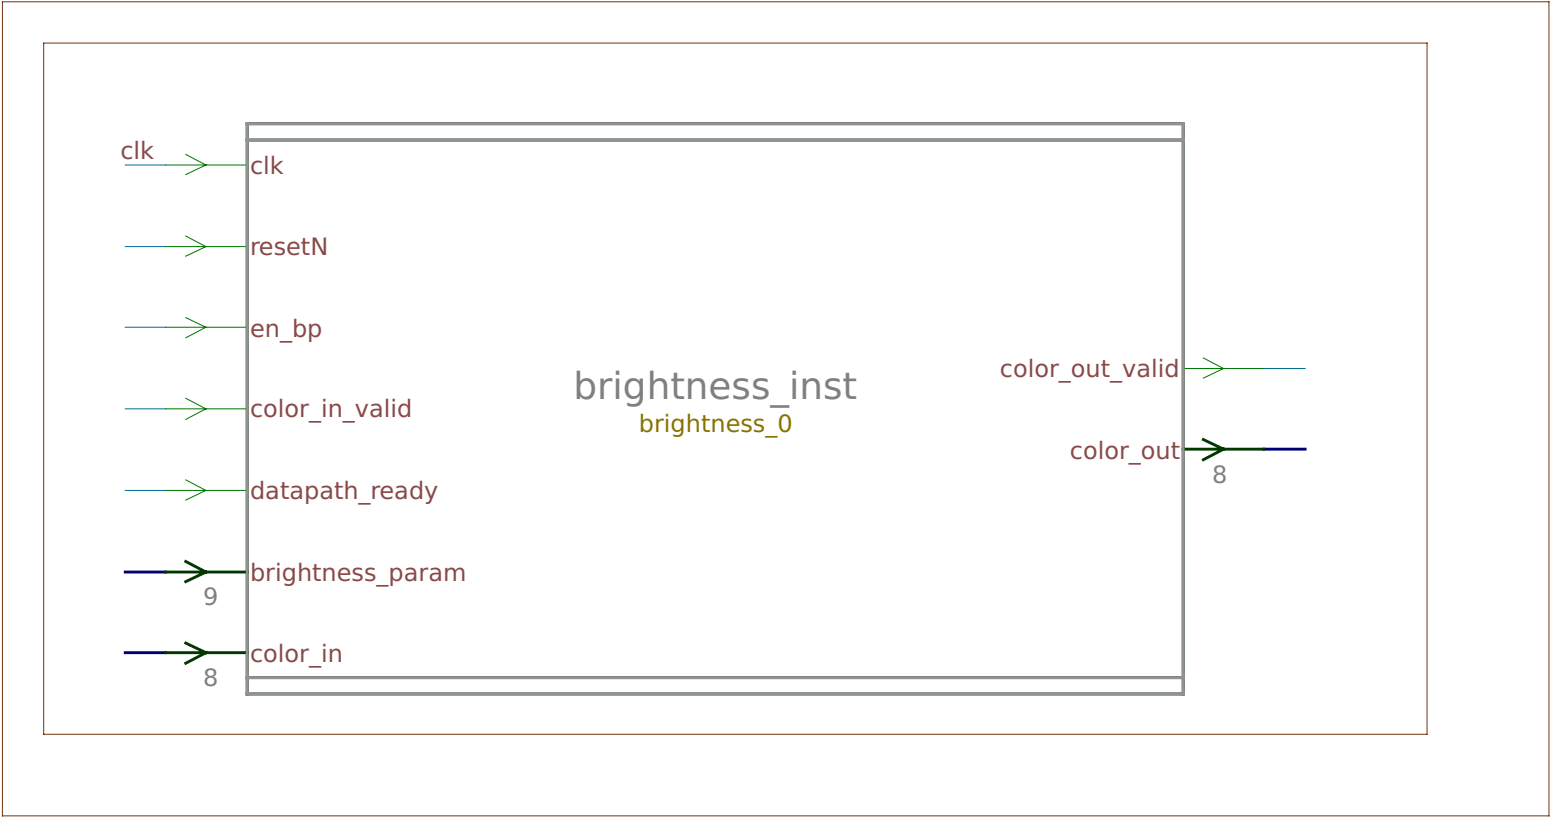 clk
clk
resetN
en_bp
color_in_valid
datapath_ready
brightness_param
9
color_in
8
brightness_inst
brightness_0
color_out_valid
color_out
8